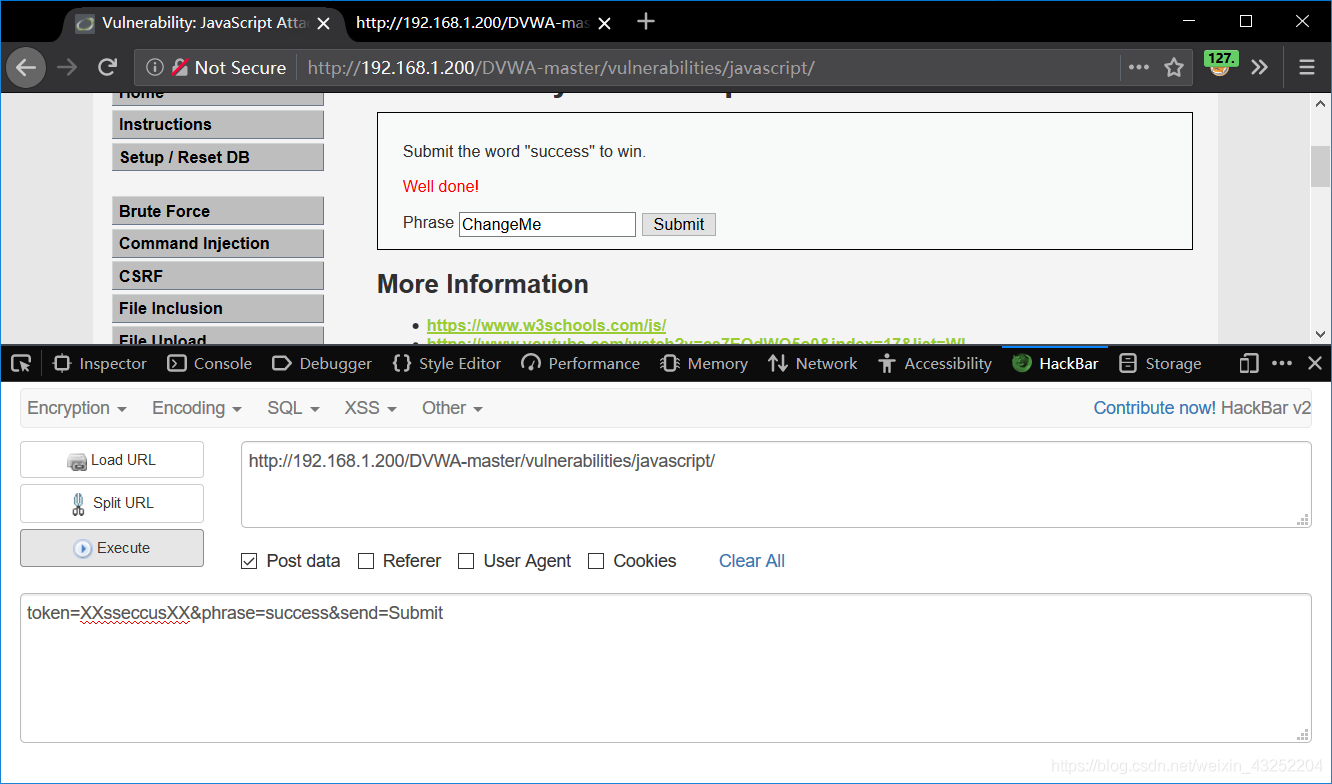 Vulnerability: JavaScript Atta
http://192.168.1.200/DVWA-mas
Not Secure
http://192.168.1.200/DVWA-master/vulnerabilities/javascript/
127.
Home
Instructions
Setup / Reset DB
Brute Force
Command Injection
CSRF
File Inclusion
File Upload
Submit the word "success" to win.
Well done!
Phrase ChangeMe Submit
More Information
https://www.w3schools.com/js/
Inspector Console Debugger Style Editor Performance Memory Network Accessibility HackBar Storage
Encryption Encoding SQL XSS Other Contribute now! HackBar v2
Load URL
Split URL
Execute
http://192.168.1.200/DVWA-master/vulnerabilities/javascript/
Post data Referer User Agent Cookies Clear All
token=XXsseccusXX&phrase=success&send=Submit
https://blog.csdn.net/weixin_43252204